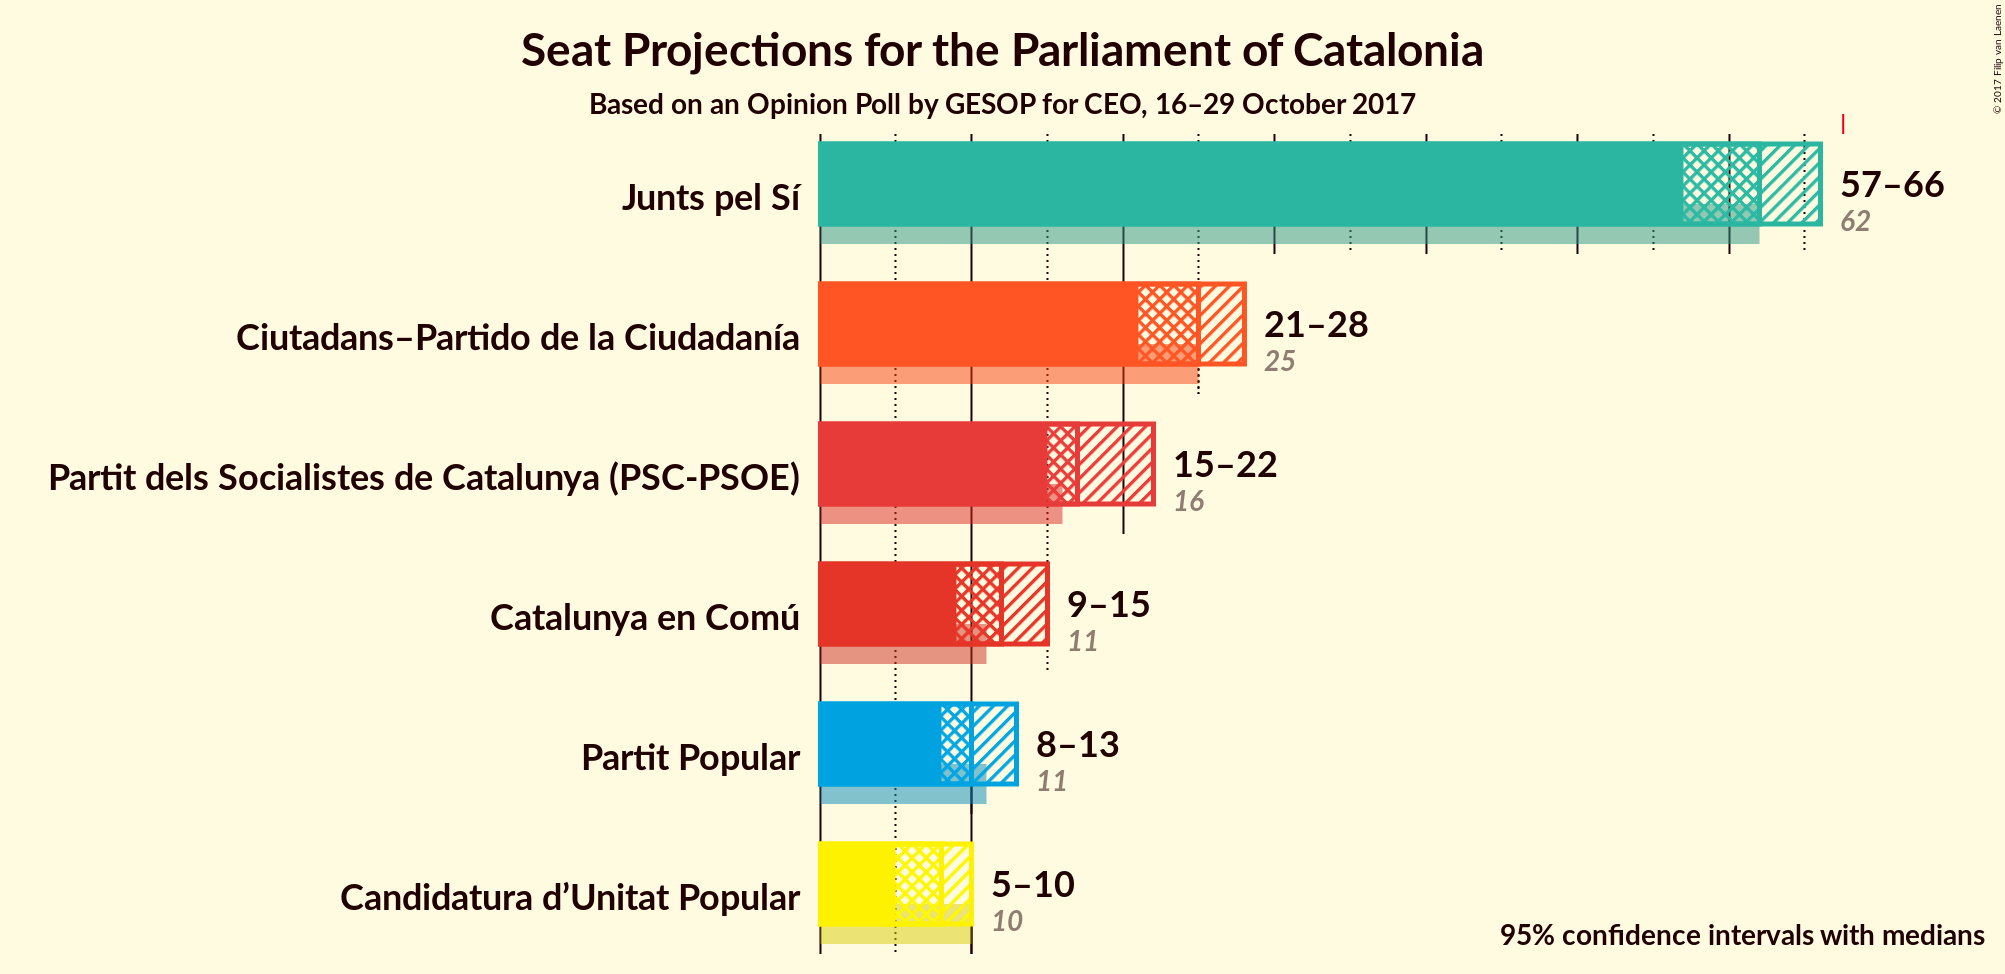 Seat Projections for the Parliament of Catalonia
Based on an Opinion Poll by GESOP for CEO, 16–29 October 2017
© 2017 Filip van Laenen
Junts pel Sí
57–66
62
Ciutadans–Partido de la Ciudadanía
21–28
25
Partit dels Socialistes de Catalunya (PSC-PSOE)
15–22
16
Catalunya en Comú
9–15
11
Partit Popular
8–13
11
Candidatura d’Unitat Popular
5–10
10
95% confidence intervals with medians